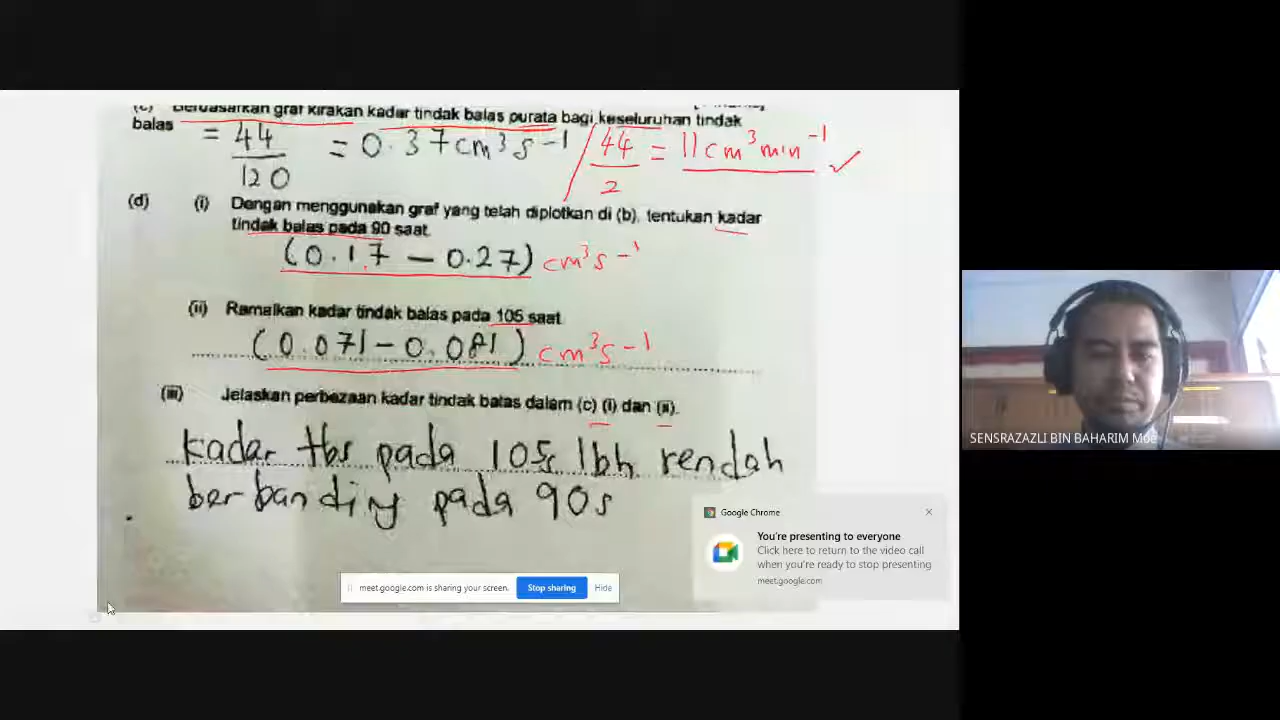 (c) Berdasarkan graf kirakan kadar tindak balas purata bagi keseluruhan tindak
balas = 44 / 120 = 0.37 cm³ s⁻¹ / 44 / 2 = 11 cm³ min⁻¹ ✓
(d) (i) Dengan menggunakan graf yang telah diplotkan di (b), tentukan kadar
tindak balas pada 90 saat.
(0.17 – 0.27) cm³ s⁻¹
(ii) Ramalkan kadar tindak balas pada 105 saat
(0.071 – 0.081) cm³ s⁻¹
(iii) Jelaskan perbezaan kadar tindak balas dalam (c) (i) dan (ii).
kadar tbs pada 105s lbh rendah
berbanding pada 90s
SENSRAZAZLI BIN BAHARIM Moe
Google Chrome
You're presenting to everyone
Click here to return to the video call
when you're ready to stop presenting
meet.google.com
meet.google.com is sharing your screen.
Stop sharing
Hide